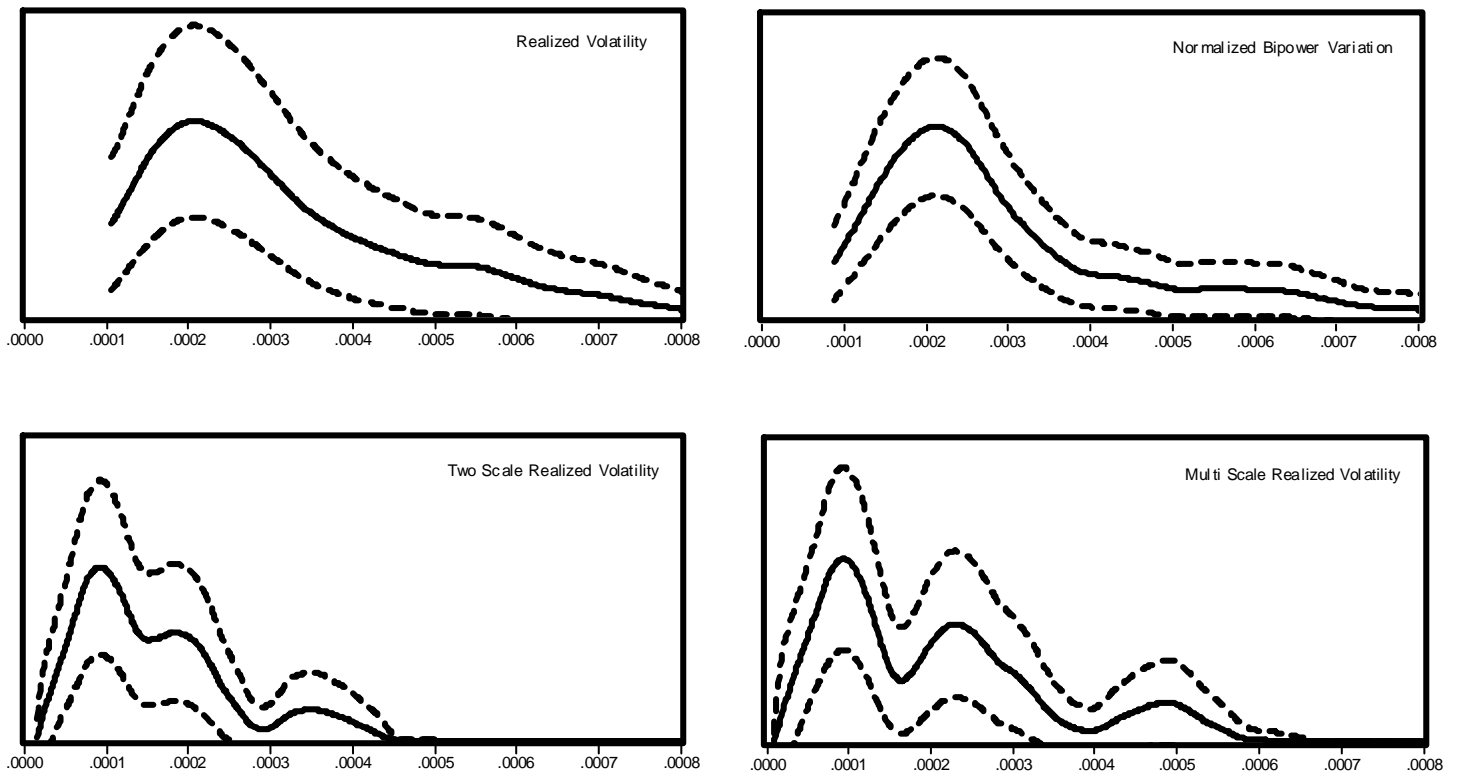 Realized Volatility
.0000 .0001 .0002 .0003 .0004 .0005 .0006 .0007 .0008
Normalized Bipower Variation
.0000 .0001 .0002 .0003 .0004 .0005 .0006 .0007 .0008
Two Scale Realized Volatility
.0000 .0001 .0002 .0003 .0004 .0005 .0006 .0007 .0008
Multi Scale Realized Volatility
.0000 .0001 .0002 .0003 .0004 .0005 .0006 .0007 .0008